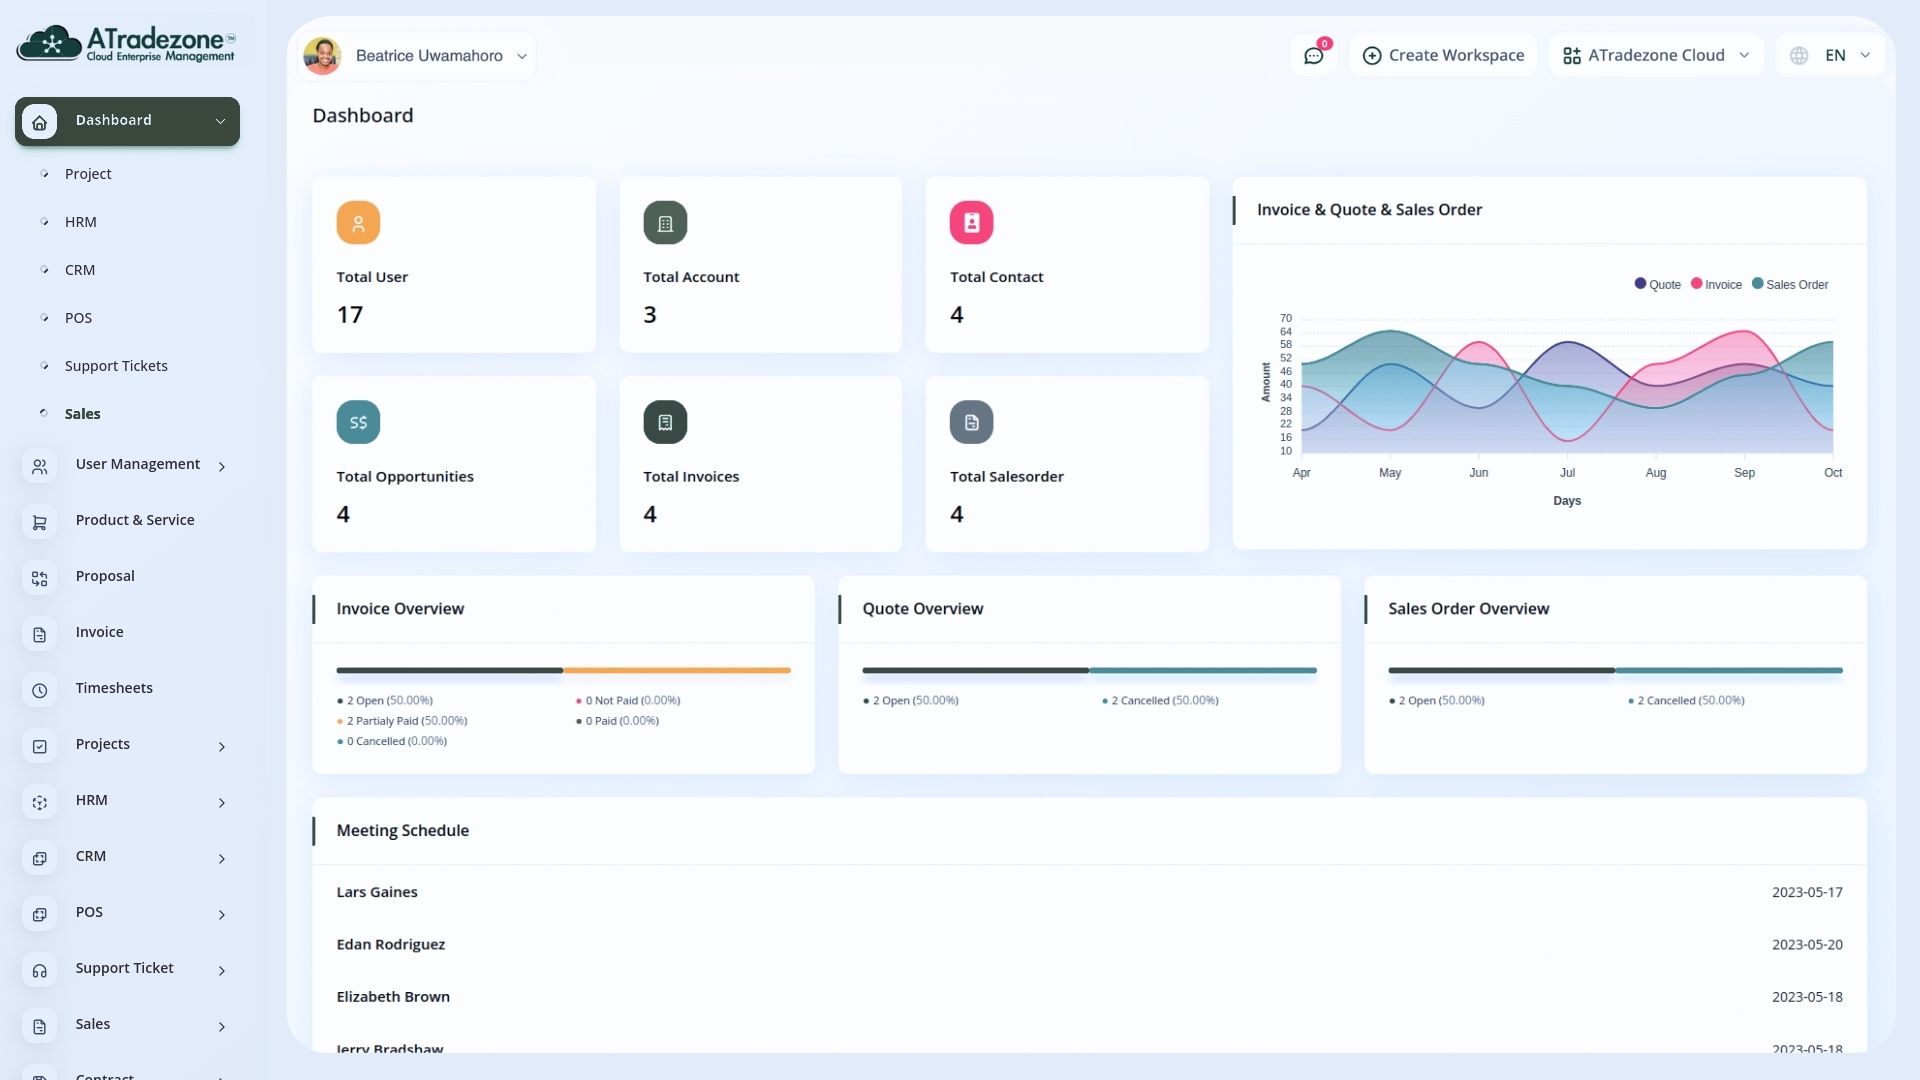 ATradezone TM
Cloud Enterprise Management
Dashboard
Project
HRM
CRM
POS
Support Tickets
Sales
User Management
Product & Service
Proposal
Invoice
Timesheets
Projects
HRM
CRM
POS
Support Ticket
Sales
Contract
Beatrice Uwamahoro
0
Create Workspace
ATradezone Cloud
EN
Dashboard
Total User
17
Total Account
3
Total Contact
4
Total Opportunities
4
Total Invoices
4
Total Salesorder
4
Invoice & Quote & Sales Order
Quote Invoice Sales Order
Amount
70
64
58
52
46
40
34
28
22
16
10
Apr May Jun Jul Aug Sep Oct
Days
Invoice Overview
2 Open (50.00%)
0 Not Paid (0.00%)
2 Partialy Paid (50.00%)
0 Paid (0.00%)
0 Cancelled (0.00%)
Quote Overview
2 Open (50.00%)
2 Cancelled (50.00%)
Sales Order Overview
2 Open (50.00%)
2 Cancelled (50.00%)
Meeting Schedule
Lars Gaines 2023-05-17
Edan Rodriguez 2023-05-20
Elizabeth Brown 2023-05-18
Jerry Bradshaw 2023-05-18